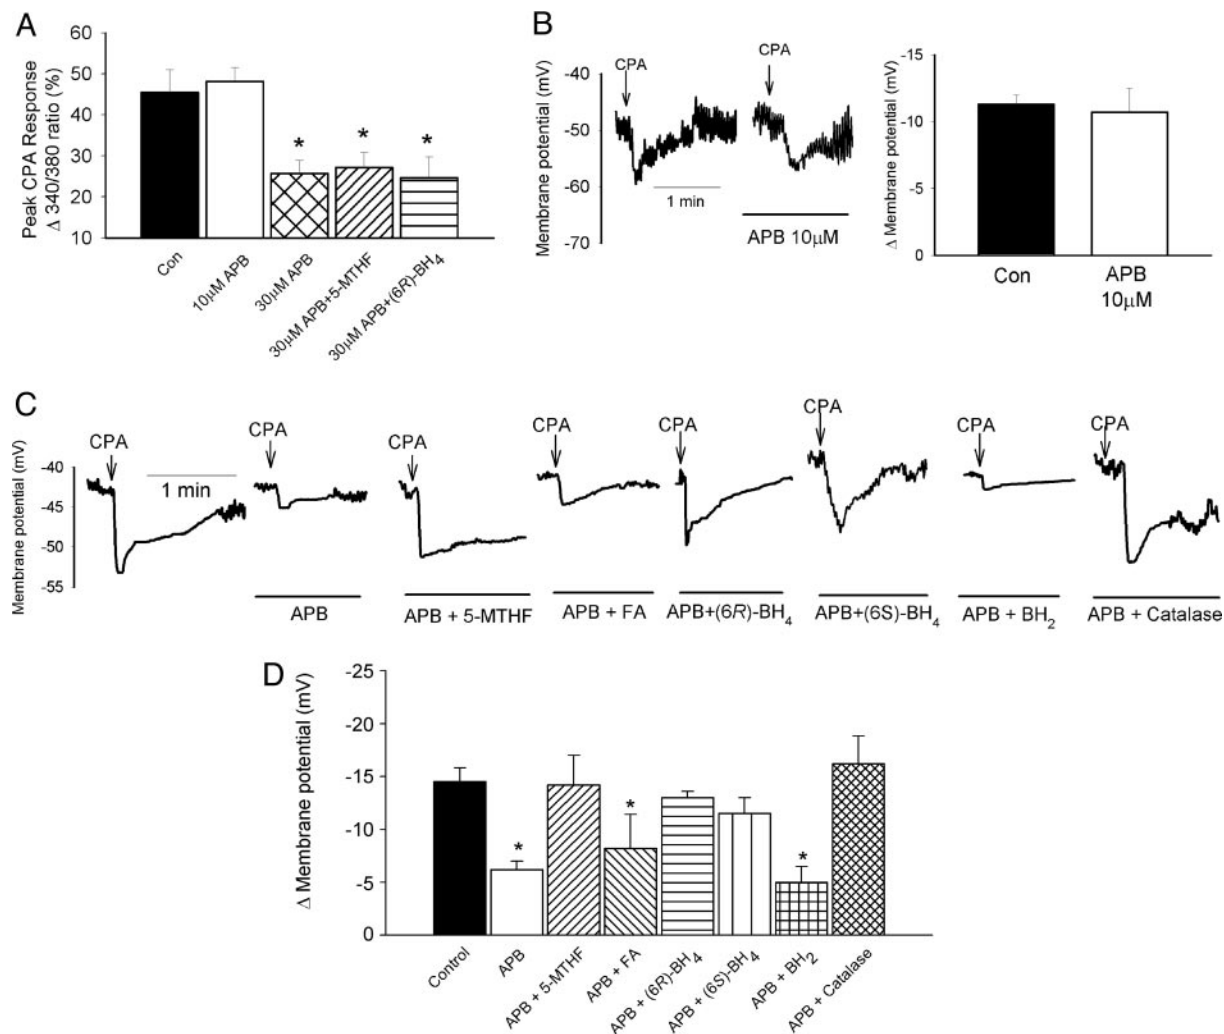 A
Peak CPA Response
Δ 340/380 ratio (%)
60
50
40
30
20
10
*
*
*
Con
10µM APB
30µM APB
30µM APB+5-MTHF
30µM APB+(6R)-BH4
B
Membrane potential (mV)
-40
-50
-60
-70
CPA
CPA
1 min
APB 10µM
Δ Membrane potential (mV)
-15
-10
-5
0
Con
APB
10µM
C
Membrane potential (mV)
-40
-45
-50
-55
CPA
CPA
CPA
CPA
CPA
CPA
CPA
CPA
1 min
APB
APB + 5-MTHF
APB + FA
APB+(6R)-BH4
APB+(6S)-BH4
APB + BH2
APB + Catalase
D
Δ Membrane potential (mV)
-25
-20
-15
-10
-5
0
*
*
*
Control
APB
APB + 5-MTHF
APB + FA
APB + (6R)-BH4
APB + (6S)-BH4
APB + BH2
APB + Catalase